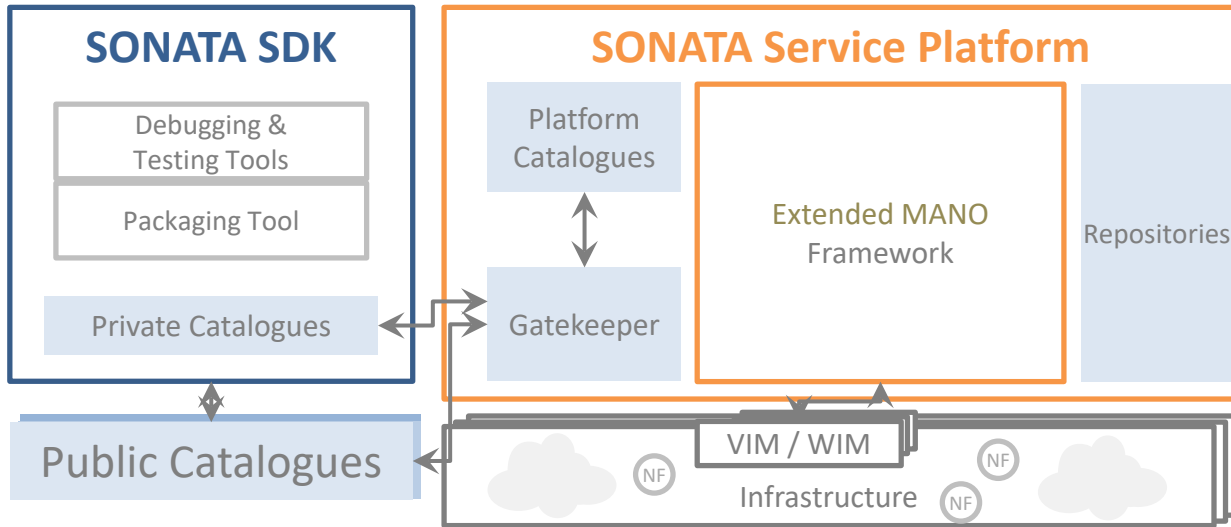 SONATA SDK
Debugging &
Testing Tools
Packaging Tool
Private Catalogues
Public Catalogues
SONATA Service Platform
Platform
Catalogues
Gatekeeper
Extended MANO
Framework
Repositories
VIM / WIM
NF
NF
NF
Infrastructure